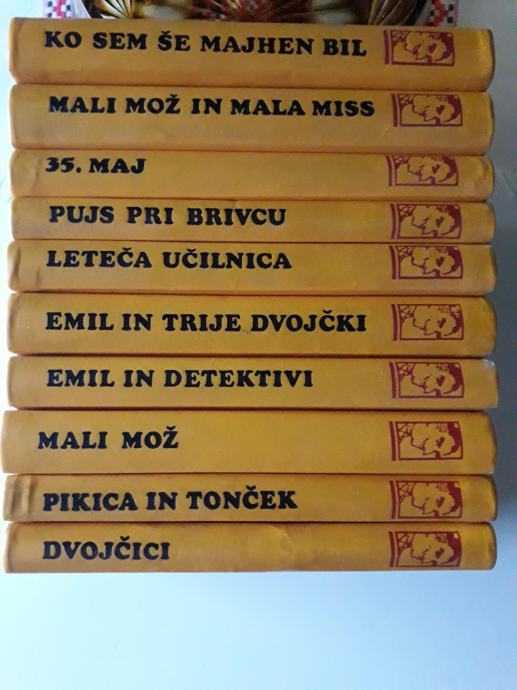 KO SEM ŠE MAJHEN BIL
MALI MOŽ IN MALA MISS
35. MAJ
PUJS PRI BRIVCU
LETEČA UČILNICA
EMIL IN TRIJE DVOJČKI
EMIL IN DETEKTIVI
MALI MOŽ
PIKICA IN TONČEK
DVOJČICI